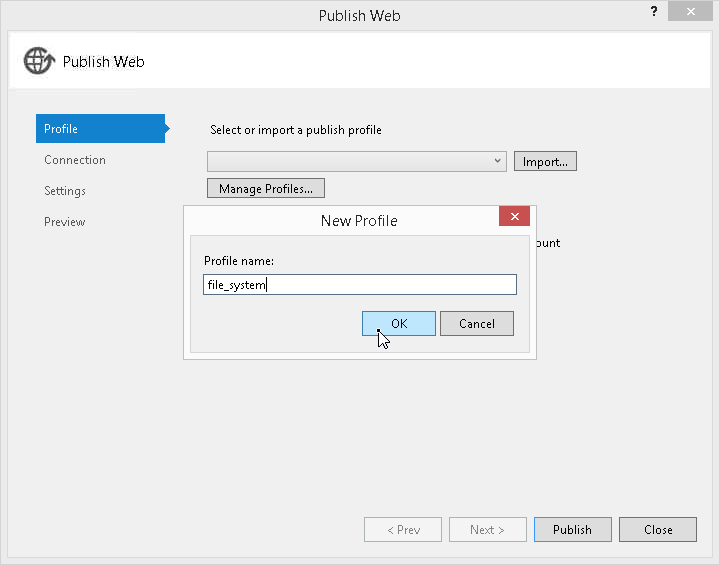 Publish Web
?
Publish Web
Profile
Connection
Settings
Preview
Select or import a publish profile
Import...
Manage Profiles...
ount
New Profile
Profile name:
file_system
OK
Cancel
< Prev
Next >
Publish
Close